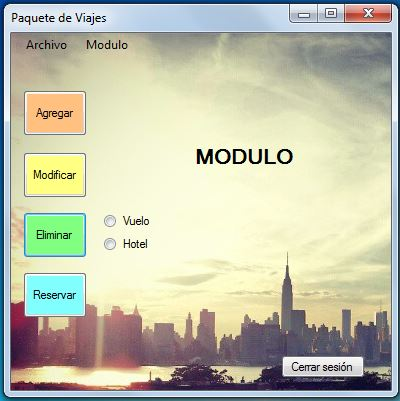 Paquete de Viajes
Archivo Modulo
Agregar
MODULO
Modificar
Eliminar
Vuelo
Hotel
Reservar
Cerrar sesión